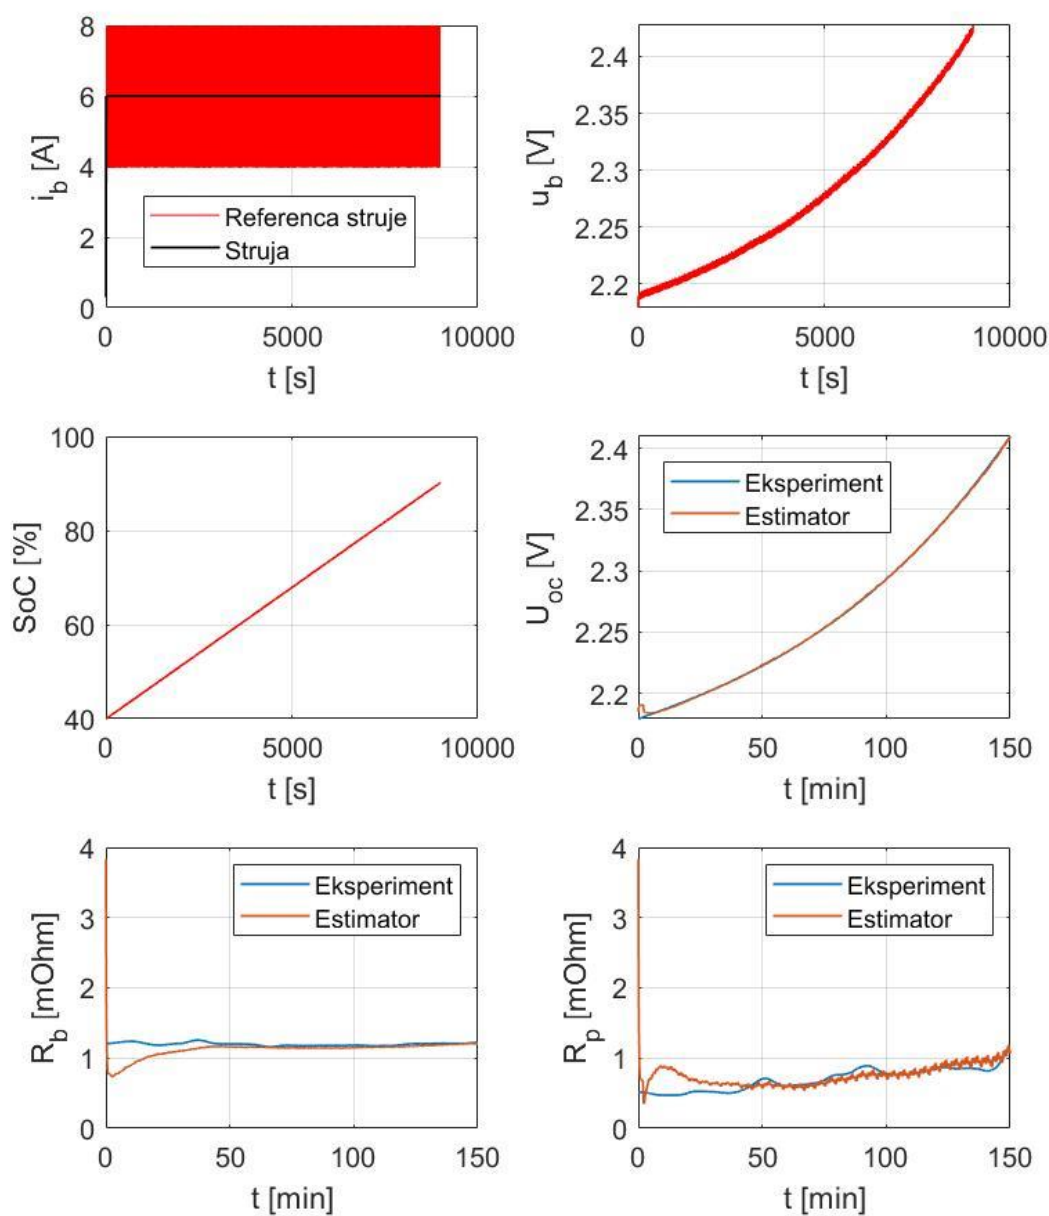 8
6
4
2
0
i_b [A]
Referenca struje
Struja
0
5000
10000
t [s]
2.4
2.35
2.3
2.25
2.2
u_b [V]
0
5000
10000
t [s]
100
80
60
40
SoC [%]
0
5000
10000
t [s]
2.4
2.35
2.3
2.25
2.2
U_oc [V]
Eksperiment
Estimator
0
50
100
150
t [min]
4
3
2
1
0
R_b [mOhm]
Eksperiment
Estimator
0
50
100
150
t [min]
4
3
2
1
0
R_p [mOhm]
Eksperiment
Estimator
0
50
100
150
t [min]